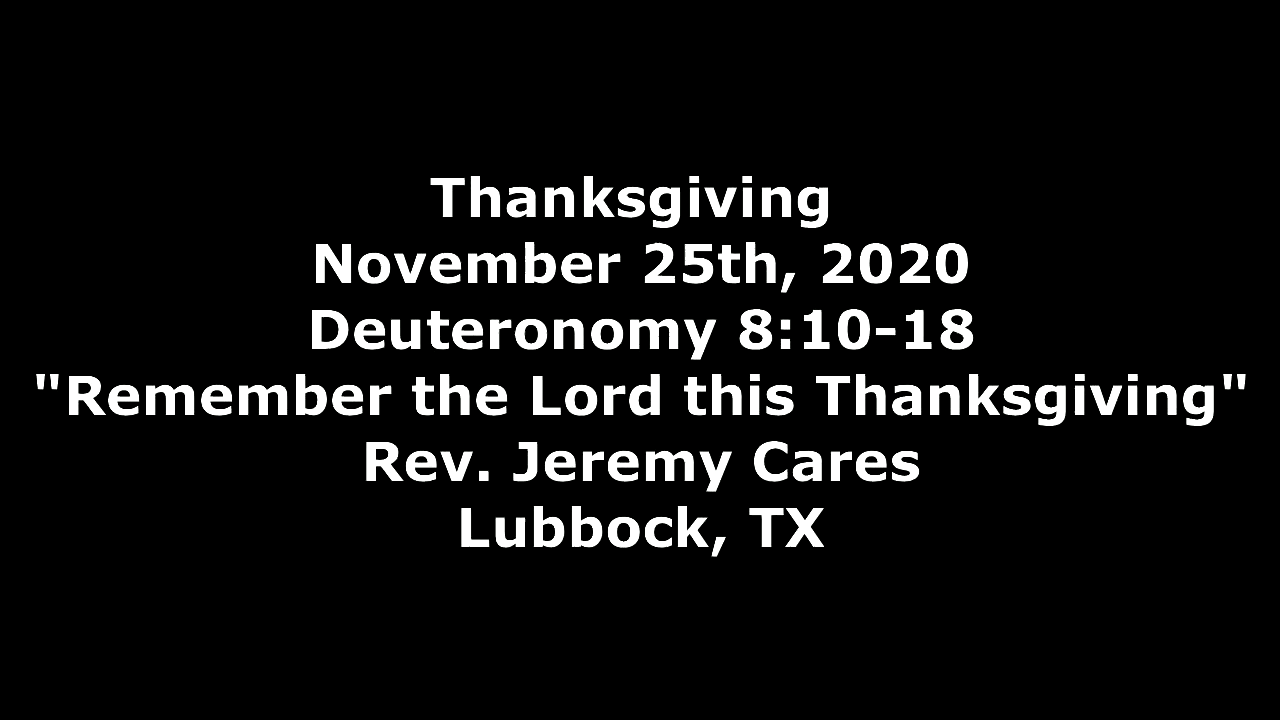 Thanksgiving
November 25th, 2020
Deuteronomy 8:10-18
"Remember the Lord this Thanksgiving"
Rev. Jeremy Cares
Lubbock, TX